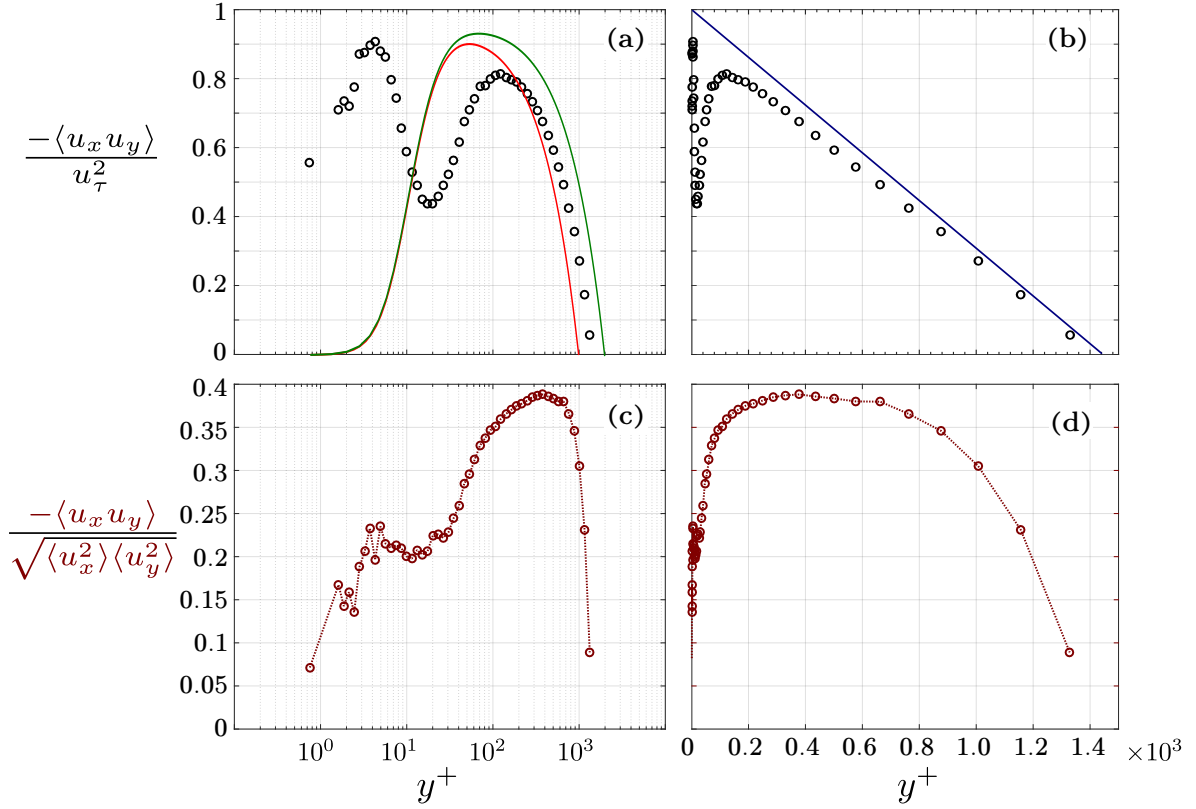 1
0.8
0.6
0.4
0.2
0
(a)
(b)
−⟨u_x u_y⟩
u_τ^2
0.4
0.35
0.3
0.25
0.2
0.15
0.1
0.05
0
(c)
(d)
−⟨u_x u_y⟩
√⟨u_x^2⟩⟨u_y^2⟩
10^0 10^1 10^2 10^3
0 0.2 0.4 0.6 0.8 1.0 1.2 1.4 ×10^3
y^+
y^+